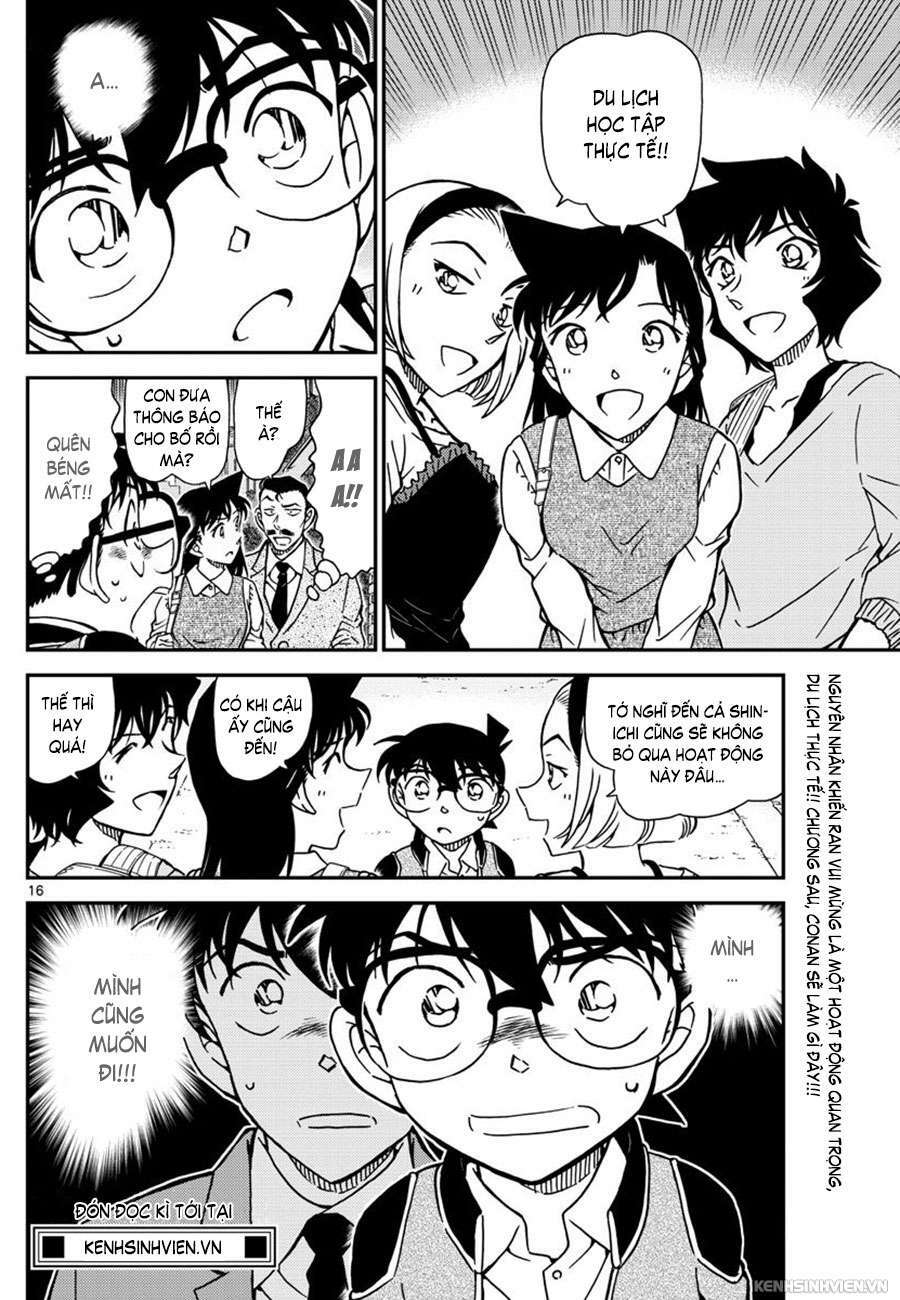 A...
DU LỊCH
HỌC TẬP
THỰC TẾ!!
CON ĐƯA
THÔNG BÁO
CHO BỐ RỒI
MÀ?
THẾ
À?
QUÊN
BÉNG
MẤT!!
A A
A!!
THẾ THÌ
HAY
QUÁ!
CÓ KHI CẬU
ẤY CŨNG
ĐẾN!
TỚ NGHĨ ĐẾN CẢ SHIN-
ICHI CŨNG SẼ KHÔNG
BỎ QUA HOẠT ĐỘNG
NÀY ĐÂU...
NGUYÊN NHÂN KHIẾN RAN VUI MỪNG LÀ MỘT HOẠT ĐỘNG QUAN TRỌNG,
DU LỊCH THỰC TẾ!! CHƯƠNG SAU, CONAN SẼ LÀM GÌ ĐÂY!!!
16
MÌNH
...
MÌNH
CŨNG
MUỐN
ĐI!!!
ĐÓN ĐỌC KÌ TỚI TẠI
KENHSINHVIEN.VN
KENHSINHVIEN.VN